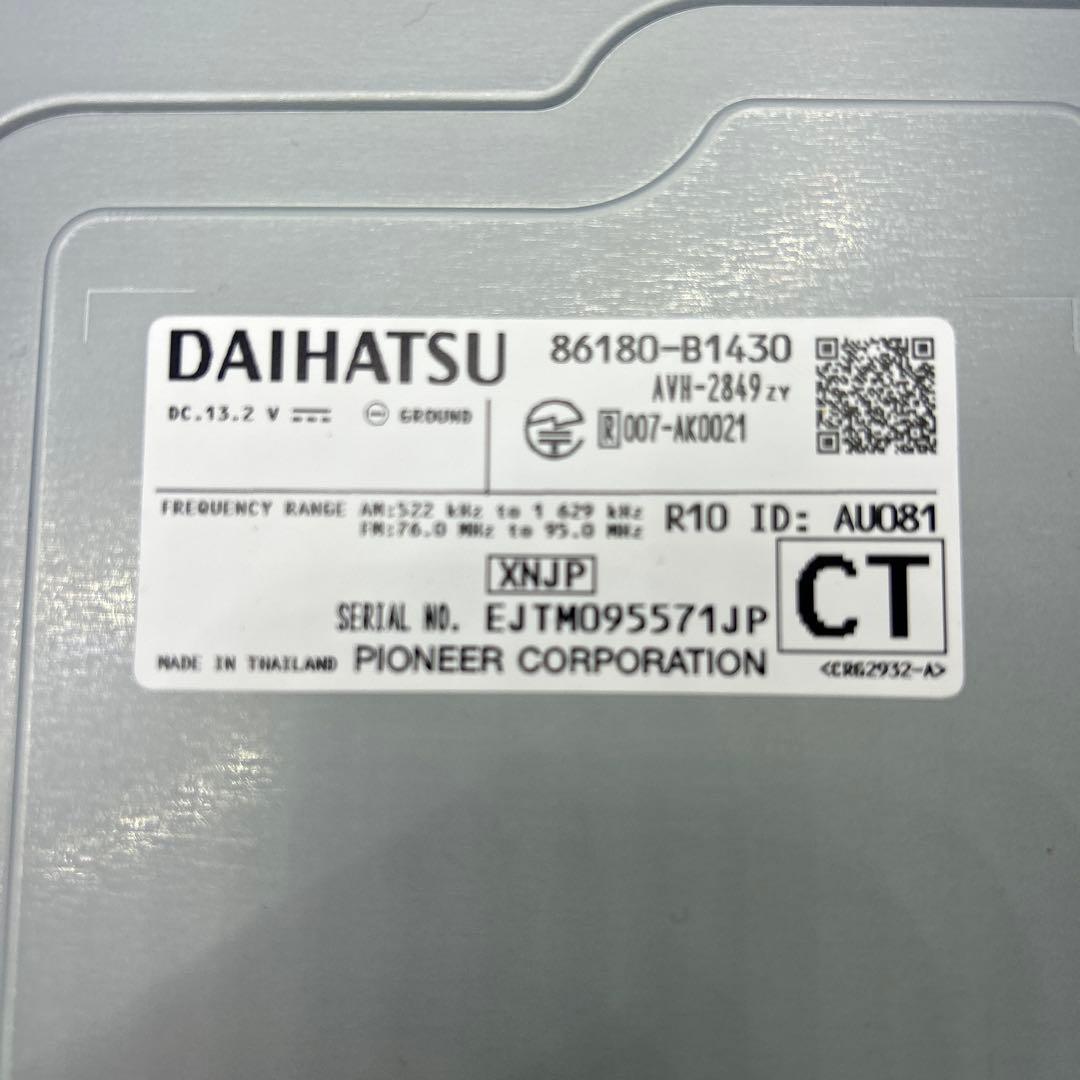 DAIHATSU 86180-B1430
AVH-2849ZY
DC.13.2 V GROUND
R 007-AK0021
FREQUENCY RANGE AM:522 kHz to 1 629 kHz
FM:76.0 MHz to 95.0 MHz
R10 ID: AU081
XNJP
CT
SERIAL NO. EJTM095571JP
MADE IN THAILAND PIONEER CORPORATION <CRG2932-A>